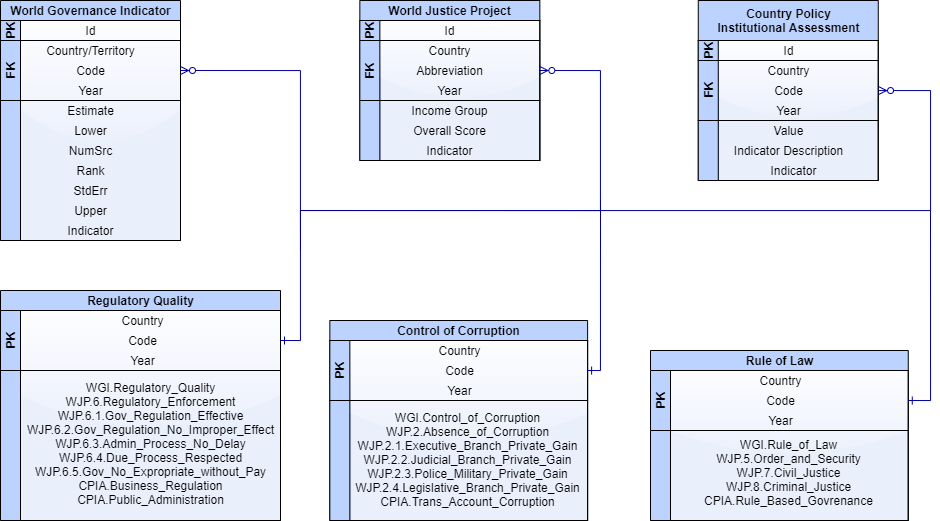 World Governance Indicator
PK
Id
FK
Country/Territory
Code
Year
Estimate
Lower
NumSrc
Rank
StdErr
Upper
Indicator
World Justice Project
PK
Id
FK
Country
Abbreviation
Year
Income Group
Overall Score
Indicator
Country Policy
Institutional Assessment
PK
Id
FK
Country
Code
Year
Value
Indicator Description
Indicator
Regulatory Quality
PK
Country
Code
Year
WGI.Regulatory_Quality
WJP.6.Regulatory_Enforcement
WJP.6.1.Gov_Regulation_Effective
WJP.6.2.Gov_Regulation_No_Improper_Effect
WJP.6.3.Admin_Process_No_Delay
WJP.6.4.Due_Process_Respected
WJP.6.5.Gov_No_Expropriate_without_Pay
CPIA.Business_Regulation
CPIA.Public_Administration
Control of Corruption
PK
Country
Code
Year
WGI.Control_of_Corruption
WJP.2.Absence_of_Corruption
WJP.2.1.Executive_Branch_Private_Gain
WJP.2.2.Judicial_Branch_Private_Gain
WJP.2.3.Police_Military_Private_Gain
WJP.2.4.Legislative_Branch_Private_Gain
CPIA.Trans_Account_Corruption
Rule of Law
PK
Country
Code
Year
WGI.Rule_of_Law
WJP.5.Order_and_Security
WJP.7.Civil_Justice
WJP.8.Criminal_Justice
CPIA.Rule_Based_Govrenance